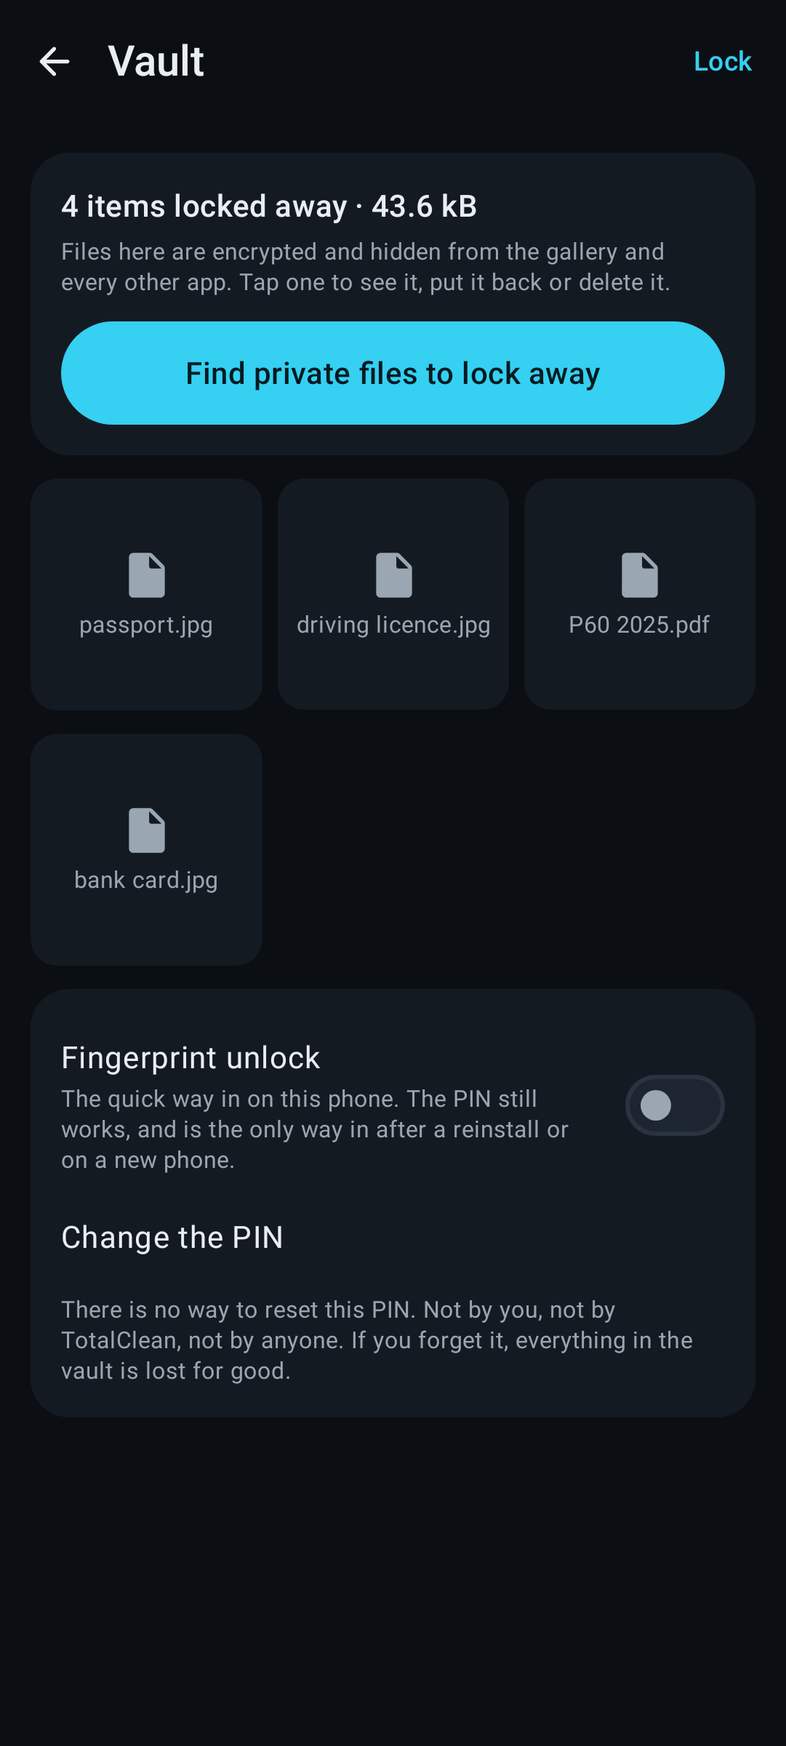 Vault
Lock
4 items locked away · 43.6 kB
Files here are encrypted and hidden from the gallery and
every other app. Tap one to see it, put it back or delete it.
Find private files to lock away
passport.jpg
driving licence.jpg
P60 2025.pdf
bank card.jpg
Fingerprint unlock
The quick way in on this phone. The PIN still
works, and is the only way in after a reinstall or
on a new phone.
Change the PIN
There is no way to reset this PIN. Not by you, not by
TotalClean, not by anyone. If you forget it, everything in the
vault is lost for good.